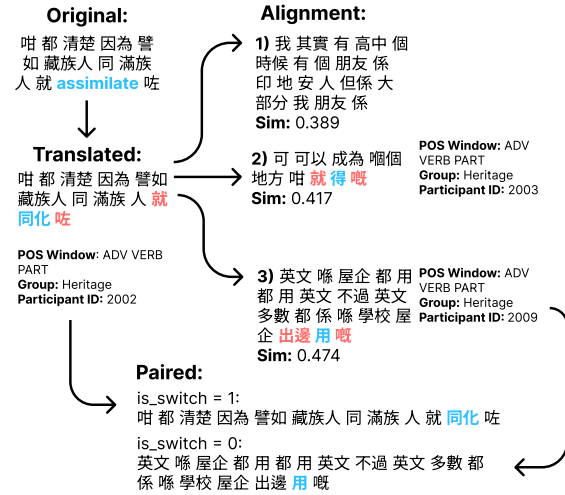 Original:
咁 都 清楚 因為 譬
如 藏族人 同 滿族
人 就 assimilate 咗
Translated:
咁 都 清楚 因為 譬如
藏族人 同 滿族 人 就
同化 咗
POS Window: ADV VERB
PART
Group: Heritage
Participant ID: 2002
Alignment:
1) 我 其實 有 高中 個
時候 有 個 朋友 係
印 地 安 人 但係 大
部分 我 朋友 係
Sim: 0.389
2) 可 可以 成為 嗰個
地方 咁 就 得 嘅
Sim: 0.417
POS Window: ADV
VERB PART
Group: Heritage
Participant ID: 2003
3) 英文 喺 屋企 都 用
都 用 英文 不過 英文
多數 都 係 喺 學校 屋
企 出邊 用 嘅
Sim: 0.474
POS Window: ADV
VERB PART
Group: Heritage
Participant ID: 2009
Paired:
is_switch = 1:
咁 都 清楚 因為 譬如 藏族人 同 滿族 人 就 同化 咗
is_switch = 0:
英文 喺 屋企 都 用 都 用 英文 不過 英文 多數 都
係 喺 學校 屋企 出邊 用 嘅